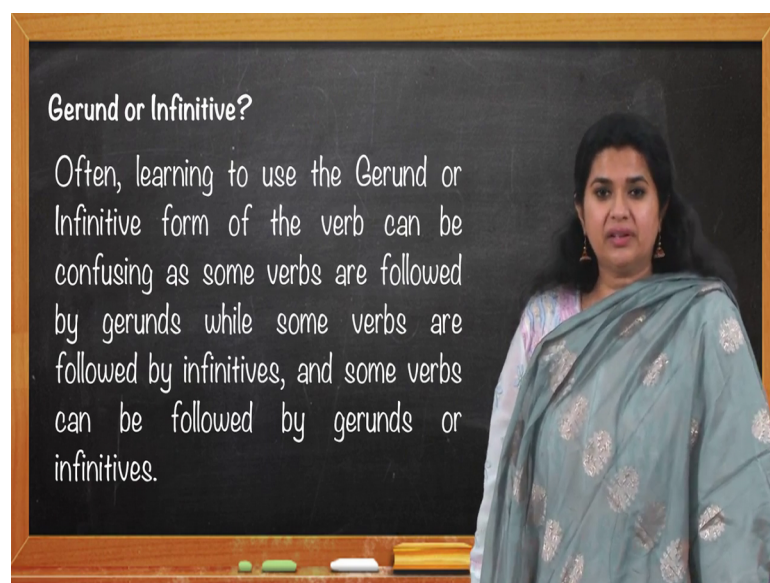 Gerund or Infinitive?
Often, learning to use the Gerund or
Infinitive form of the verb can be
confusing as some verbs are followed
by gerunds while some verbs are
followed by infinitives, and some verbs
can be followed by gerunds or
infinitives.